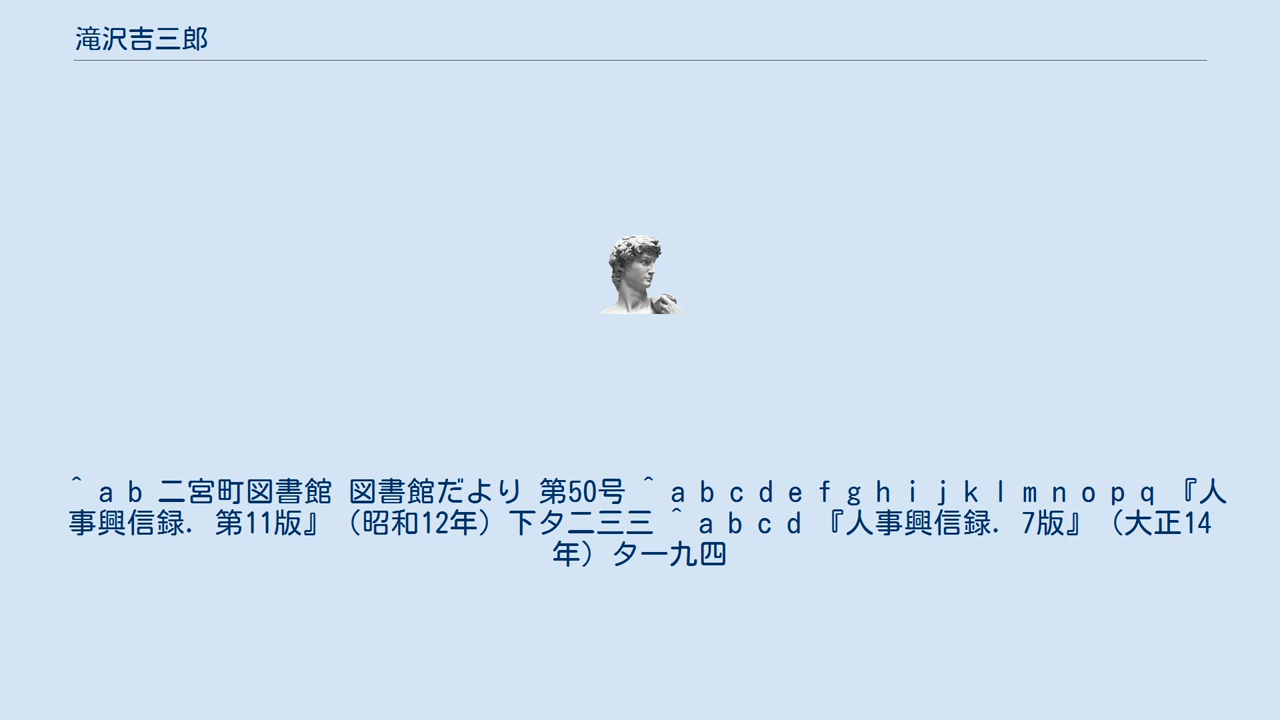 滝沢吉三郎
^ a b 二宮町図書館 図書館だより 第50号 ^ a b c d e f g h i j k l m n o p q 『人
事興信録. 第11版』（昭和12年）下タ二三三 ^ a b c d 『人事興信録. 7版』（大正14
年）タ一九四